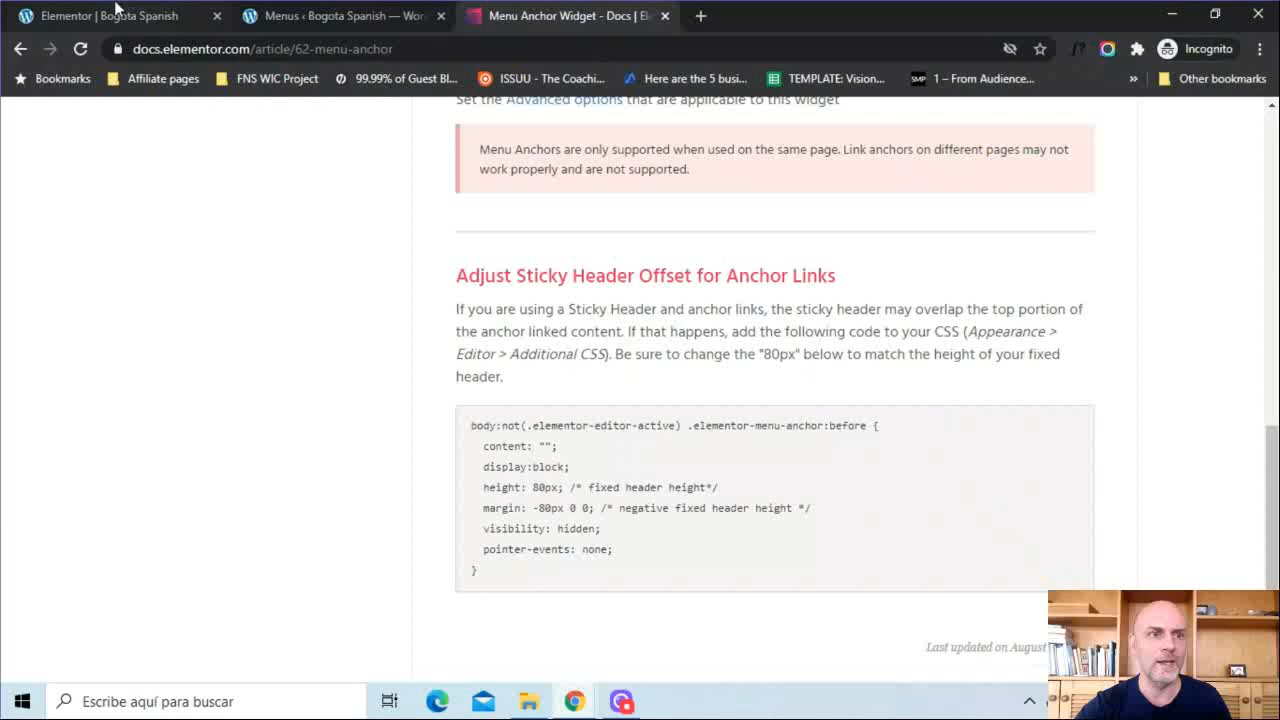 Elementor | Bogota Spanish
Menus ‹ Bogota Spanish — Wor
Menu Anchor Widget - Docs | El
docs.elementor.com/article/62-menu-anchor
Incognito
Bookmarks
Affiliate pages
FNS WIC Project
99.99% of Guest Bl...
ISSUU - The Coachi...
Here are the 5 busi...
TEMPLATE: Vision...
SMP
1 – From Audience...
»
Other bookmarks
Set the Advanced options that are applicable to this widget
Menu Anchors are only supported when used on the same page. Link anchors on different pages may not
work properly and are not supported.
Adjust Sticky Header Offset for Anchor Links
If you are using a Sticky Header and anchor links, the sticky header may overlap the top portion of
the anchor linked content. If that happens, add the following code to your CSS (Appearance >
Editor > Additional CSS). Be sure to change the "80px" below to match the height of your fixed
header.
body:not(.elementor-editor-active) .elementor-menu-anchor:before {
content: "";
display:block;
height: 80px; /* fixed header height*/
margin: -80px 0 0; /* negative fixed header height */
visibility: hidden;
pointer-events: none;
}
Last updated on August
Escribe aquí para buscar